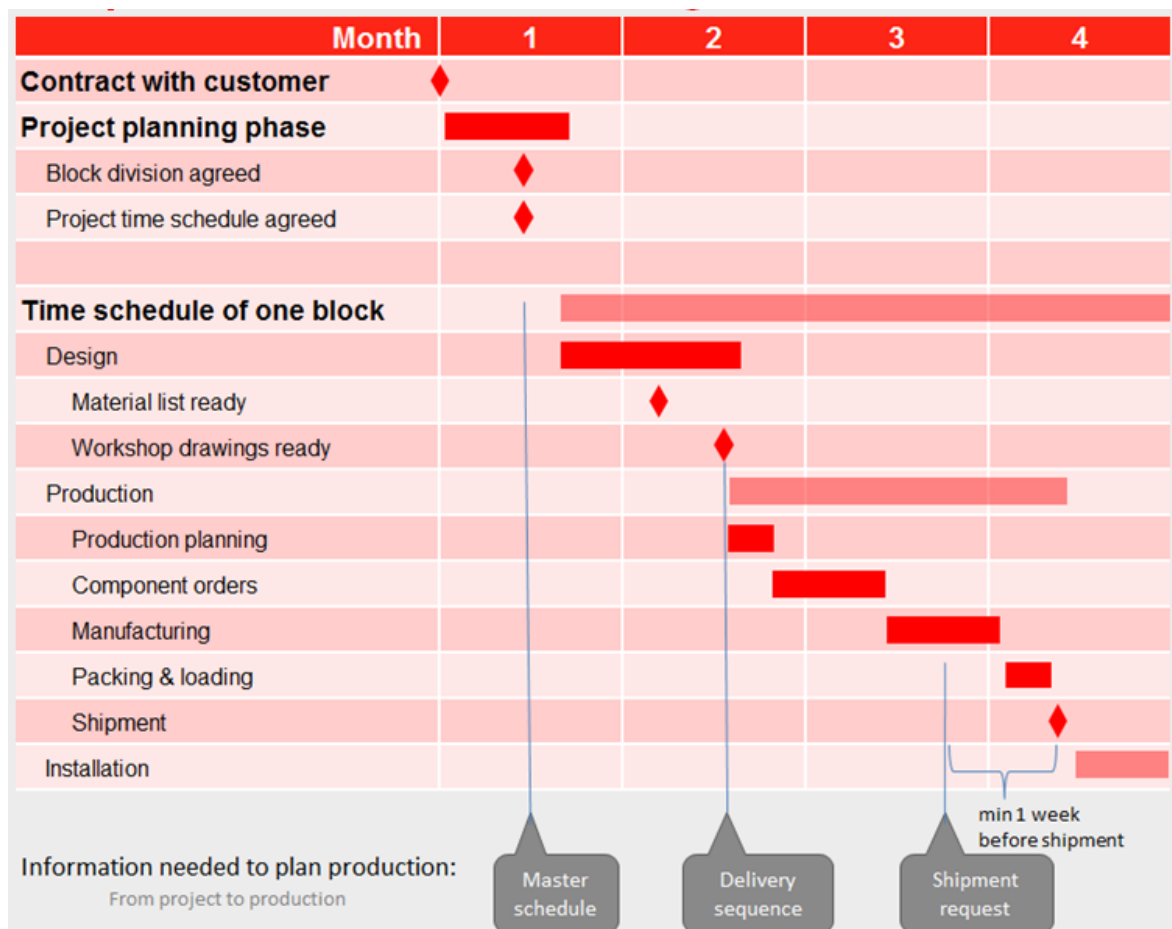 Month 1 2 3 4
Contract with customer
Project planning phase
Block division agreed
Project time schedule agreed
Time schedule of one block
Design
Material list ready
Workshop drawings ready
Production
Production planning
Component orders
Manufacturing
Packing & loading
Shipment
Installation
min 1 week
before shipment
Information needed to plan production:
From project to production
Master
schedule
Delivery
sequence
Shipment
request